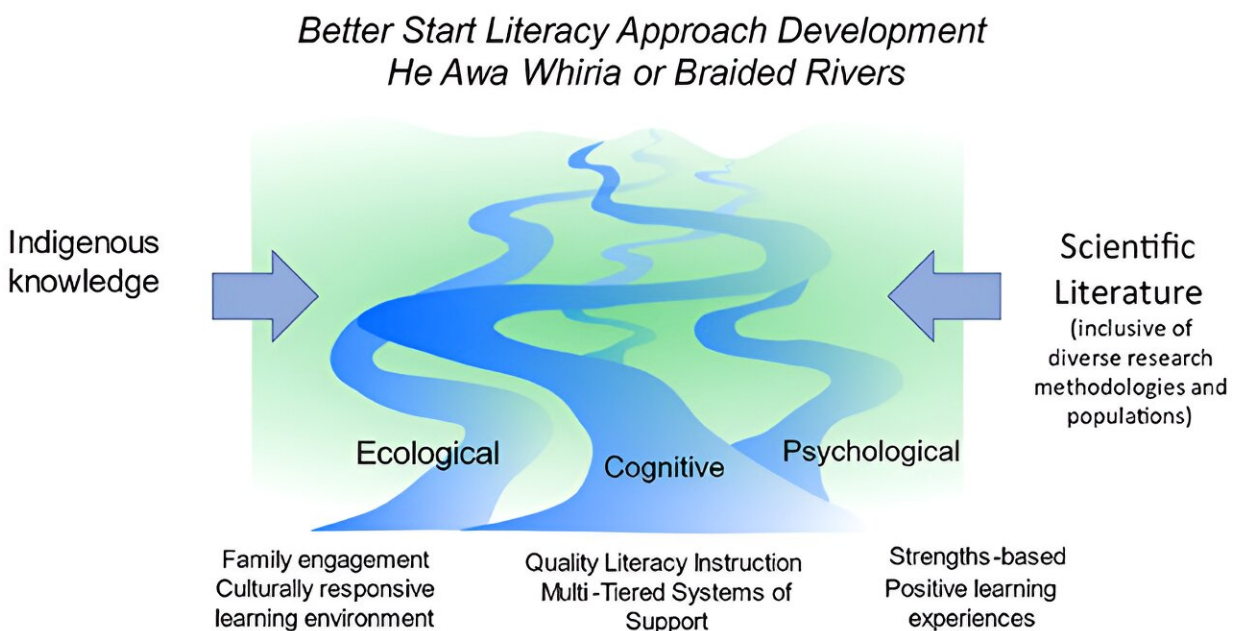 Better Start Literacy Approach Development
He Awa Whiria or Braided Rivers
Indigenous
knowledge
Scientific
Literature
(inclusive of
diverse research
methodologies and
populations)
Ecological
Cognitive
Psychological
Family engagement
Culturally responsive
learning environment
Quality Literacy Instruction
Multi-Tiered Systems of
Support
Strengths-based
Positive learning
experiences